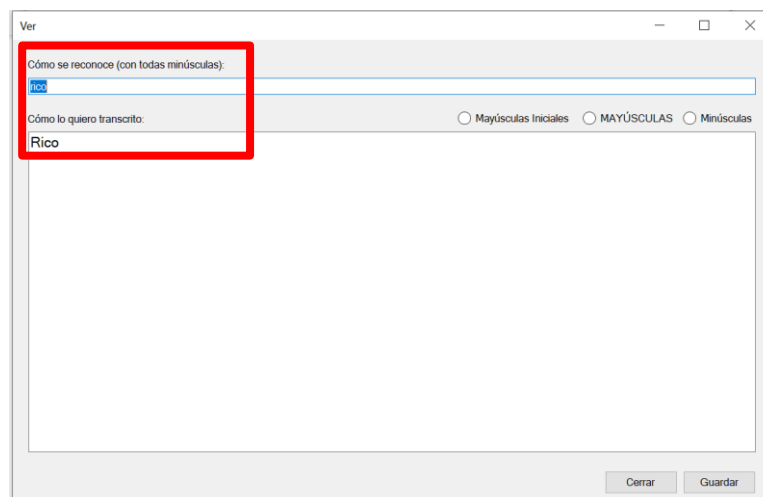 Ver
Cómo se reconoce (con todas minúsculas):
rico
Cómo lo quiero transcrito: Mayúsculas Iniciales MAYÚSCULAS Minúsculas
Rico
Cerrar Guardar